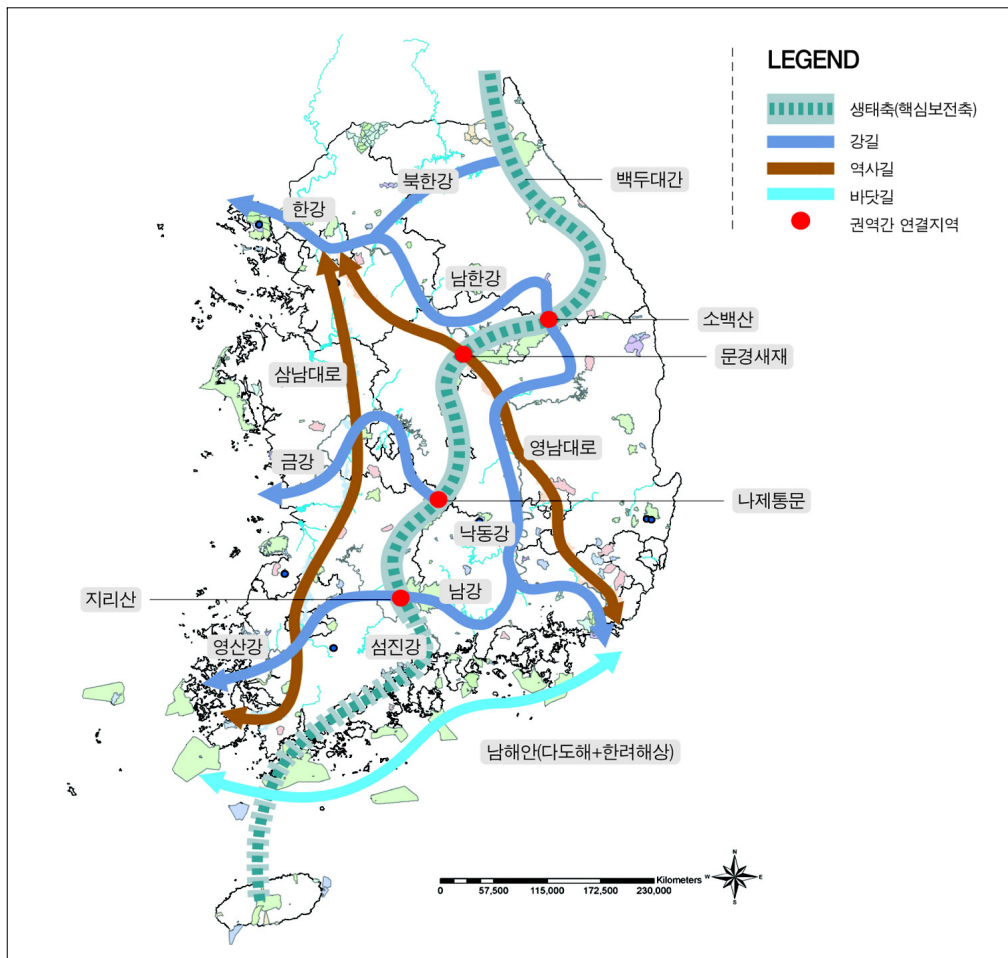 LEGEND
생태축(핵심보전축)
강길
역사길
바닷길
권역간 연결지역
백두대간
북한강
한강
남한강
소백산
문경새재
삼남대로
영남대로
금강
나제통문
낙동강
지리산
남강
영산강
섬진강
남해안(다도해+한려해상)
N
W
E
S
Kilometers
0 57,500 115,000 172,500 230,000